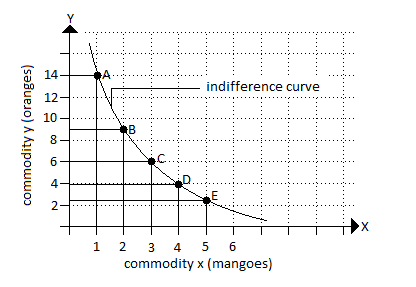 Y
14
12
10
8
6
4
2
commodity y (oranges)
A
indifference curve
B
C
D
E
X
1 2 3 4 5 6
commodity x (mangoes)